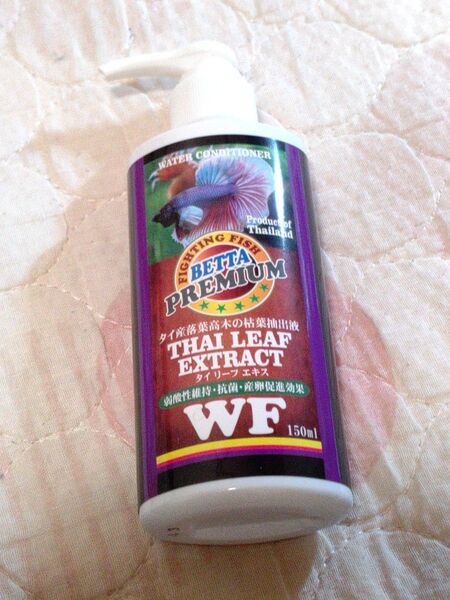 WATER CONDITIONER
Product of
Thailand
FIGHTING FISH
BETTA
PREMIUM
タイ産落葉高木の枯葉抽出液
THAI LEAF
EXTRACT
タイ リーフ エキス
弱酸性維持・抗菌・産卵促進効果
WF
150ml